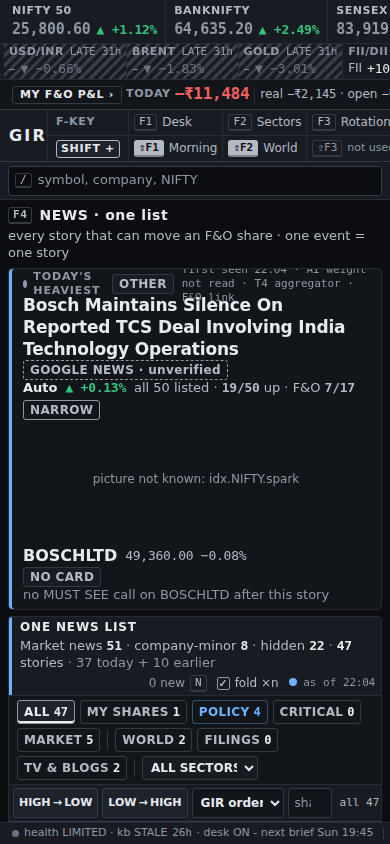 NIFTY 50 BANKNIFTY SENSEX
25,800.60 ▲ +1.12% 64,635.20 ▲ +2.49% 83,919
USD/INR LATE 31h BRENT LATE 31h GOLD LATE 31h FII/DII
— ▼ −0.66% — ▼ −1.83% — ▼ −3.01% FII +10
MY F&O P&L › TODAY −₹11,484 real −₹2,145 · open −₹
GIR F-KEY F1 Desk F2 Sectors F3 Rotation
SHIFT + ⇧F1 Morning ⇧F2 World ⇧F3 not used
/ symbol, company, NIFTY
F4 NEWS · one list
every story that can move an F&O share · one event =
one story
TODAY'S HEAVIEST OTHER first seen 22:04 · AI weight
not read · T4 aggregator ·
F&O link
Bosch Maintains Silence On
Reported TCS Deal Involving India
Technology Operations
GOOGLE NEWS · unverified
Auto ▲ +0.13% all 50 listed · 19/50 up · F&O 7/17
NARROW
picture not known: idx.NIFTY.spark
BOSCHLTD 49,360.00 −0.08%
NO CARD
no MUST SEE call on BOSCHLTD after this story
ONE NEWS LIST
Market news 51 · company-minor 8 · hidden 22 · 47
stories · 37 today + 10 earlier
0 new N ✓ fold ×n as of 22:04
ALL 47 MY SHARES 1 POLICY 4 CRITICAL 0
MARKET 5 WORLD 2 FILINGS 0
TV & BLOGS 2 ALL SECTORS
HIGH→LOW LOW→HIGH GIR order sha all 47
health LIMITED · kb STALE 26h · desk ON - next brief Sun 19:45